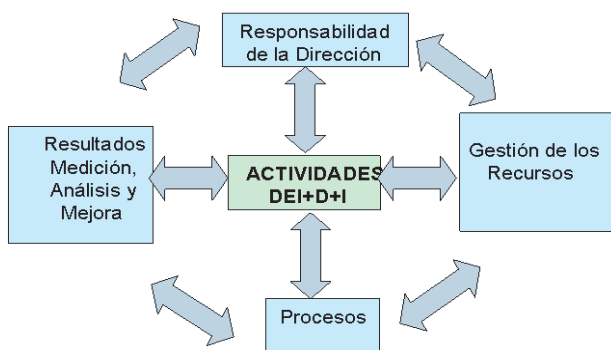 Responsabilidad
de la Dirección
Resultados
Medición,
Análisis y
Mejora
ACTIVIDADES
DEI+D+I
Gestión de los
Recursos
Procesos